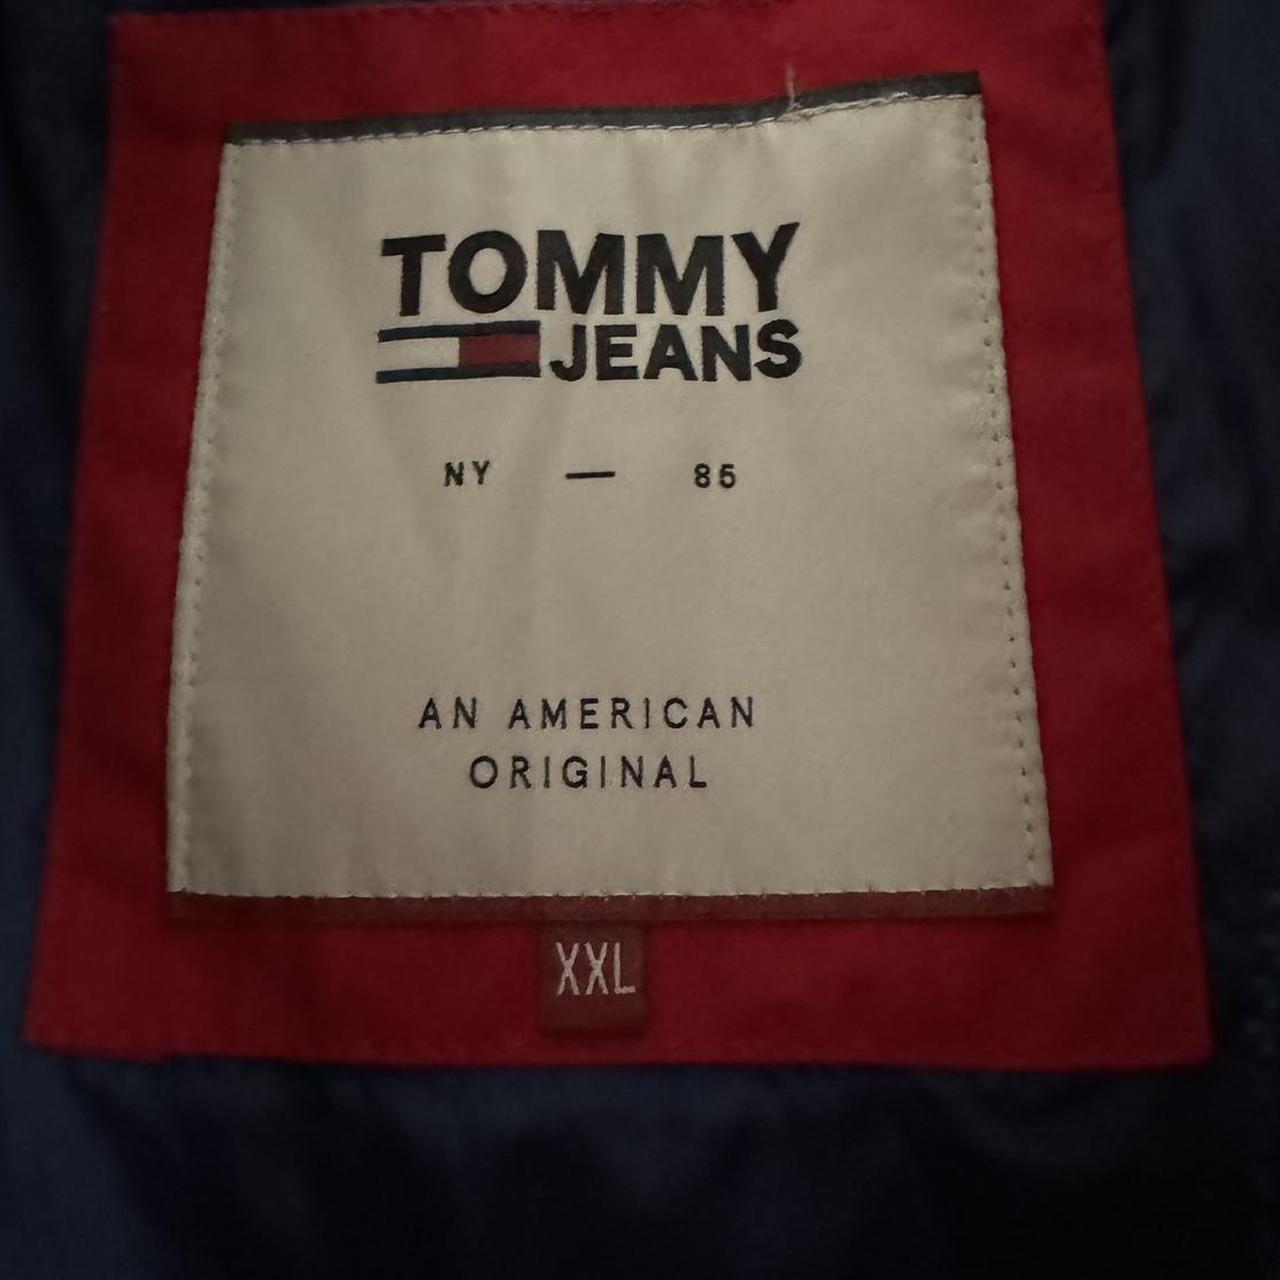 TOMMY
JEANS
NY — 85
AN AMERICAN
ORIGINAL
XXL